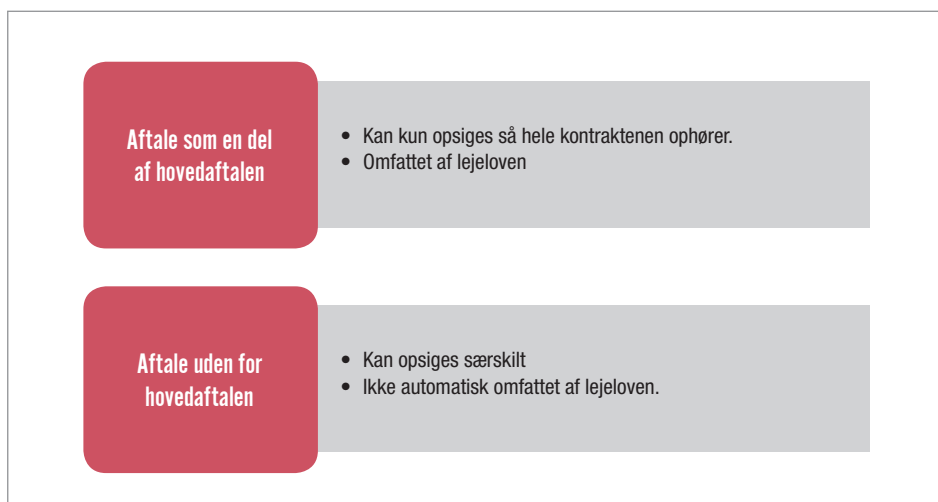 Aftale som en del
af hovedaftalen
• Kan kun opsiges så hele kontraktenen ophører.
• Omfattet af lejeloven
Aftale uden for
hovedaftalen
• Kan opsiges særskilt
• Ikke automatisk omfattet af lejeloven.